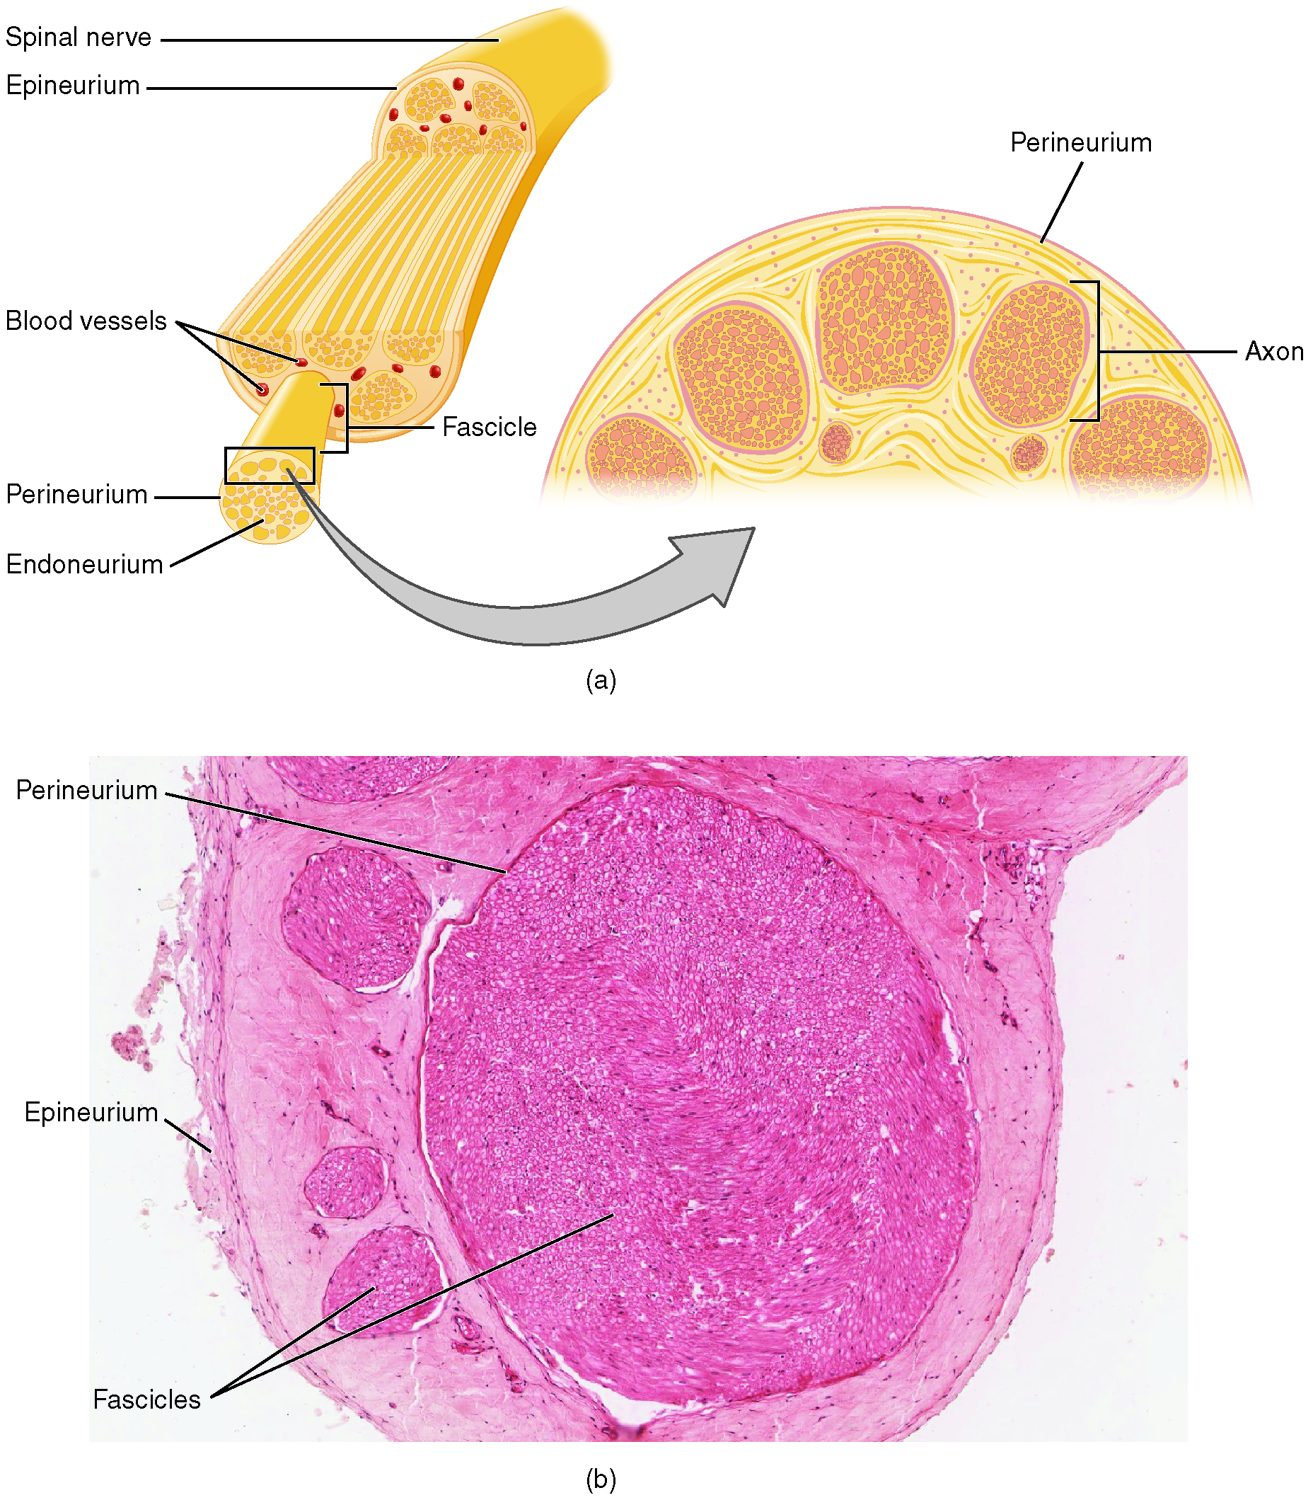 Spinal nerve
Epineurium
Perineurium
Blood vessels
Axon
Fascicle
Perineurium
Endoneurium
(a)
Perineurium
Epineurium
Fascicles
(b)